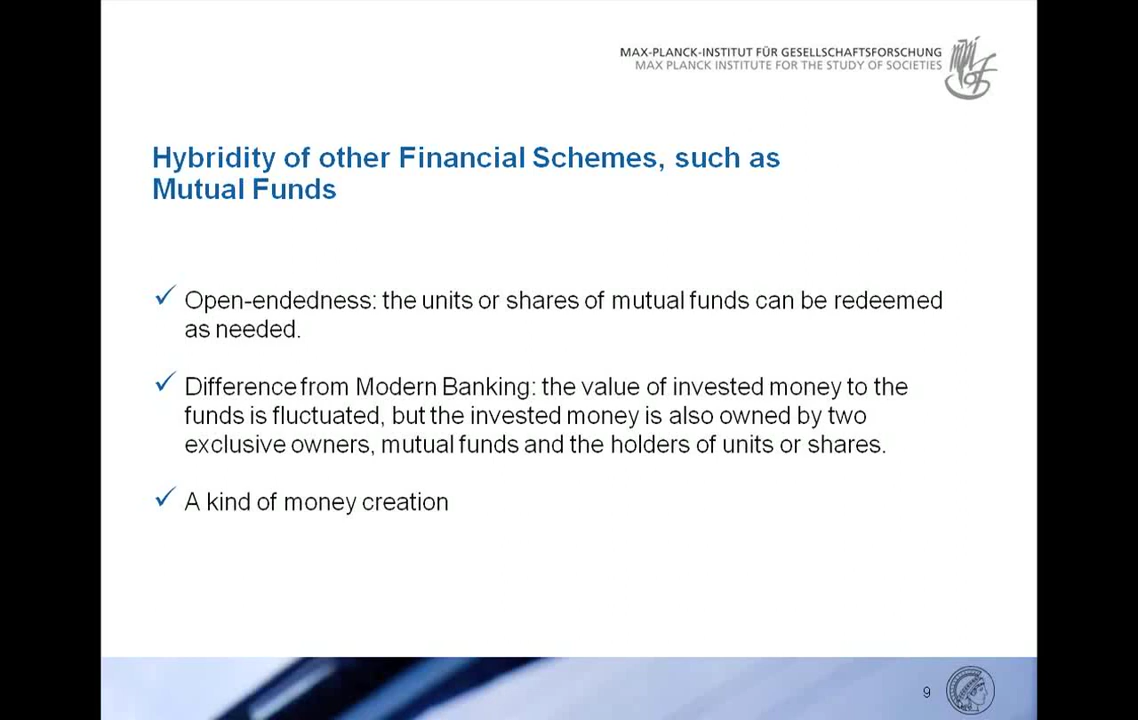 MAX-PLANCK-INSTITUT FÜR GESELLSCHAFTSFORSCHUNG
MAX PLANCK INSTITUTE FOR THE STUDY OF SOCIETIES
Hybridity of other Financial Schemes, such as
Mutual Funds
Open-endedness: the units or shares of mutual funds can be redeemed
as needed.
Difference from Modern Banking: the value of invested money to the
funds is fluctuated, but the invested money is also owned by two
exclusive owners, mutual funds and the holders of units or shares.
A kind of money creation
9